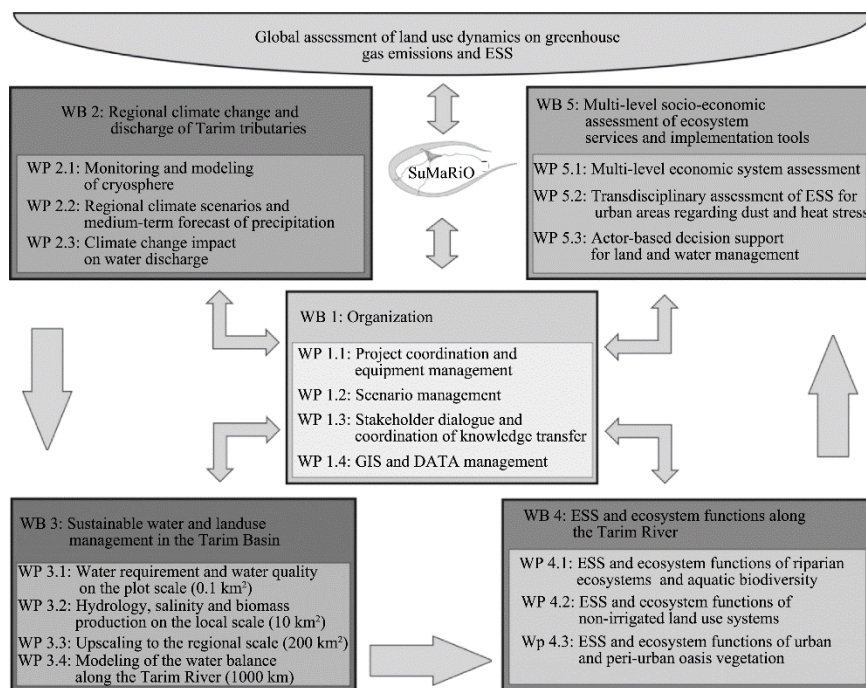 Global assessment of land use dynamics on greenhouse
gas emissions and ESS
WB 2: Regional climate change and
discharge of Tarim tributaries
WP 2.1: Monitoring and modeling
of cryosphere
WP 2.2: Regional climate scenarios and
medium-term forecast of precipitation
WP 2.3: Climate change impact
on water discharge
SuMaRiO
WB 5: Multi-level socio-economic
assessment of ecosystem
services and implementation tools
WP 5.1: Multi-level economic system assessment
WP 5.2: Transdisciplinary assessment of ESS for
urban areas regarding dust and heat stress
WP 5.3: Actor-based decision support
for land and water management
WB 1: Organization
WP 1.1: Project coordination and
equipment management
WP 1.2: Scenario management
WP 1.3: Stakeholder dialogue and
coordination of knowledge transfer
WP 1.4: GIS and DATA management
WB 3: Sustainable water and landuse
management in the Tarim Basin
WP 3.1: Water requirement and water quality
on the plot scale (0.1 km²)
WP 3.2: Hydrology, salinity and biomass
production on the local scale (10 km²)
WP 3.3: Upscaling to the regional scale (200 km²)
WP 3.4: Modeling of the water balance
along the Tarim River (1000 km)
WB 4: ESS and ecosystem functions along
the Tarim River
WP 4.1: ESS and ecosystem functions of riparian
ecosystems and aquatic biodiversity
WP 4.2: ESS and ecosystem functions of
non-irrigated land use systems
Wp 4.3: ESS and ecosystem functions of urban
and peri-urban oasis vegetation